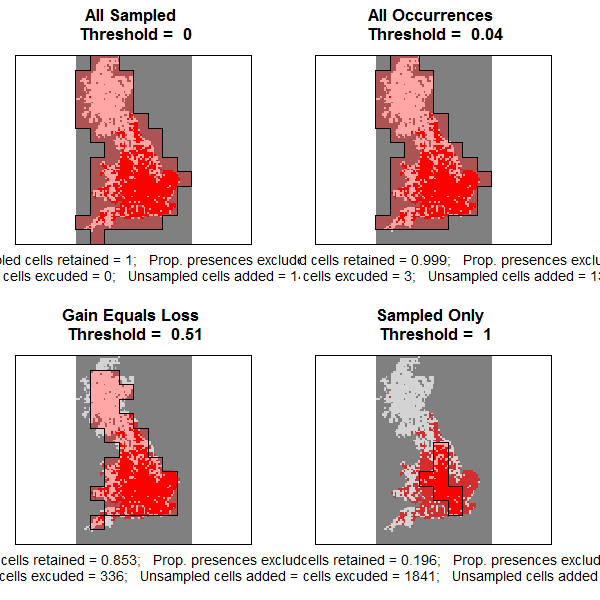 All Sampled
Threshold = 0
led cells retained = 1; Prop. presences exclu
cells excuded = 0; Unsampled cells added = 1
All Occurrences
Threshold = 0.04
d cells retained = 0.999; Prop. presences exclu
cells excuded = 3; Unsampled cells added = 13
Gain Equals Loss
Threshold = 0.51
cells retained = 0.853; Prop. presences exclud
cells excuded = 336; Unsampled cells added =
Sampled Only
Threshold = 1
cells retained = 0.196; Prop. presences exclud
cells excuded = 1841; Unsampled cells added